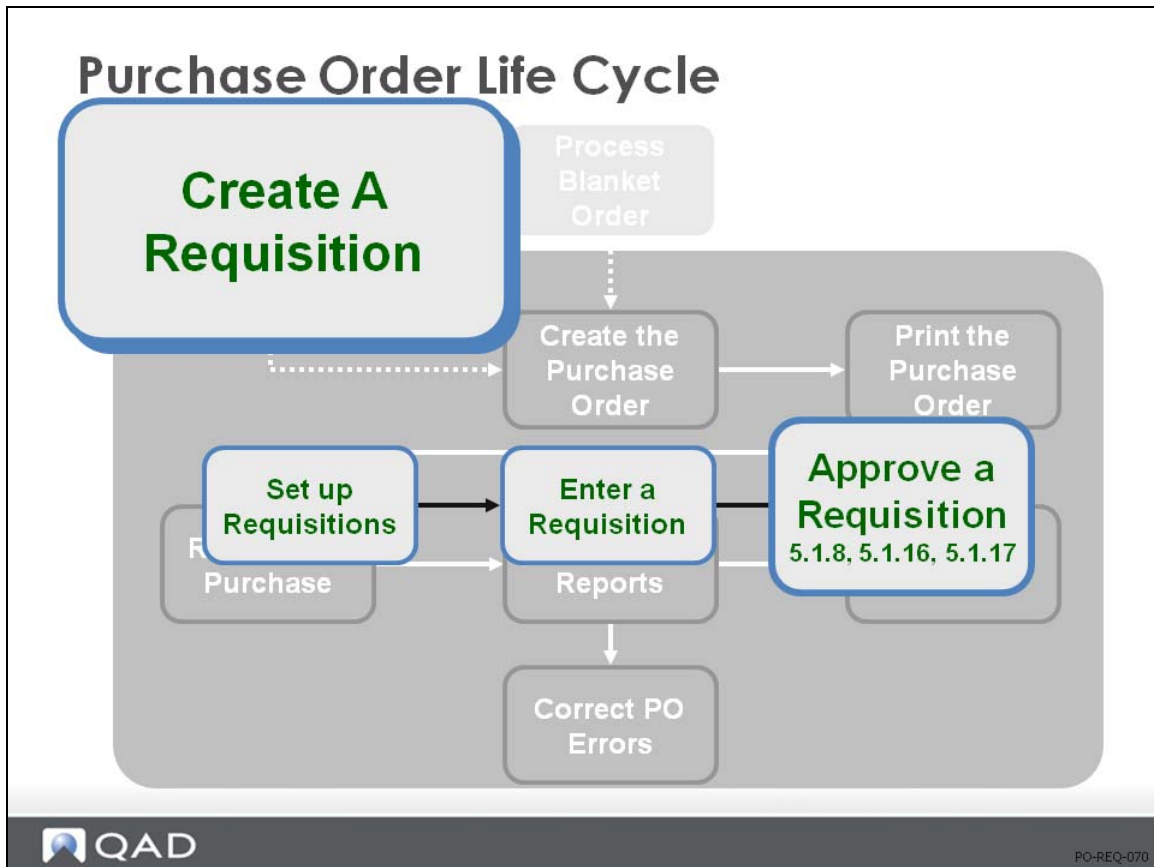 Purchase Order Life Cycle
Create A
Requisition
Process
Blanket
Order
Create the
Purchase
Order
Print the
Purchase
Order
Set up
Requisitions
Enter a
Requisition
Approve a
Requisition
5.1.8, 5.1.16, 5.1.17
Purchase
Reports
Correct PO
Errors
QAD
PO-REQ-070